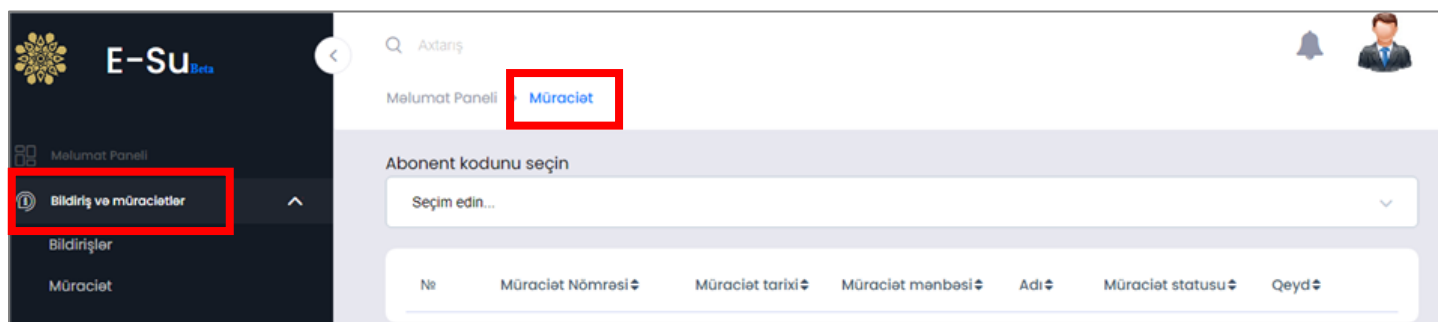 E-Su Beta
Axtarış
Məlumat Paneli
Müraciət
Məlumat Paneli
Bildiriş və müraciətlər
Bildirişlər
Müraciət
Abonent kodunu seçin
Seçim edin...
№ Müraciət Nömrəsi Müraciət tarixi Müraciət mənbəsi Adı Müraciət statusu Qeyd